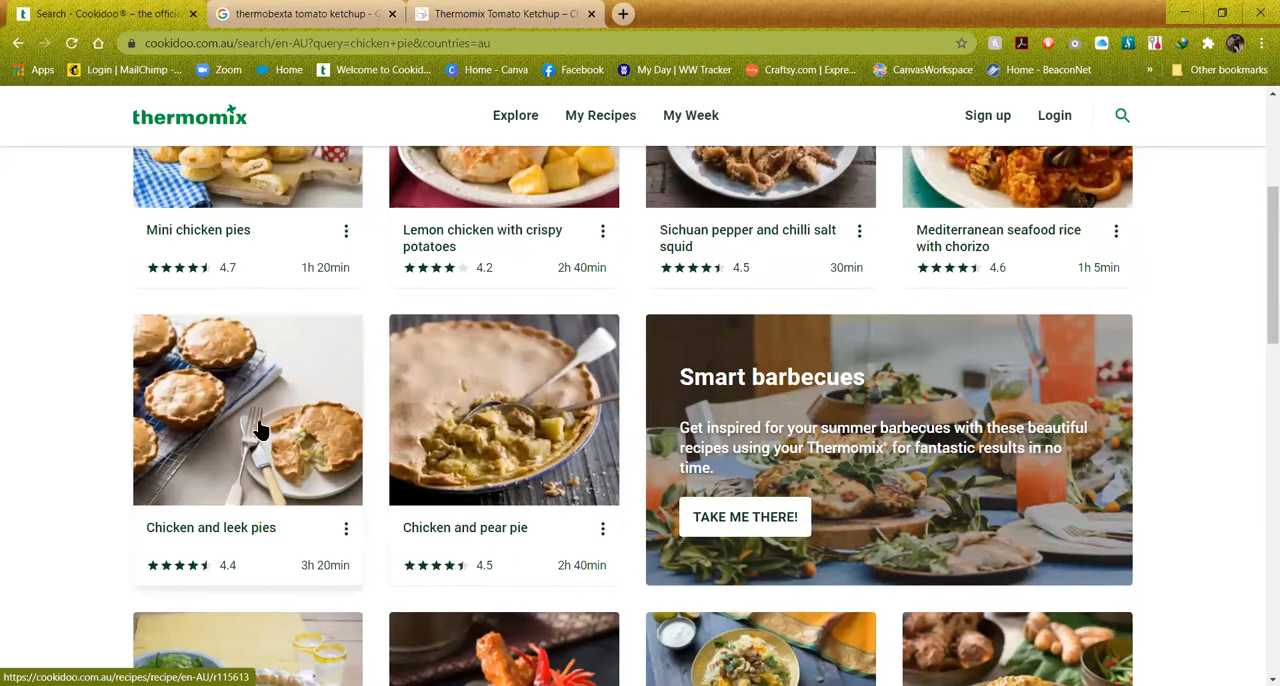 Search - Cookidoo® – the offici
thermobexta tomato ketchup - G
Thermomix Tomato Ketchup – C
cookidoo.com.au/search/en-AU?query=chicken+pie&countries=au
Apps
Login | MailChimp -...
Zoom
Home
Welcome to Cookid...
Home - Canva
Facebook
My Day | WW Tracker
Craftsy.com | Expre...
CanvasWorkspace
Home - BeaconNet
»
Other bookmarks
thermomix
Explore
My Recipes
My Week
Sign up
Login
Mini chicken pies
4.7
1h 20min
Lemon chicken with crispy
potatoes
4.2
2h 40min
Sichuan pepper and chilli salt
squid
4.5
30min
Mediterranean seafood rice
with chorizo
4.6
1h 5min
Chicken and leek pies
4.4
3h 20min
Chicken and pear pie
4.5
2h 40min
Smart barbecues
Get inspired for your summer barbecues with these beautiful
recipes using your Thermomix® for fantastic results in no
time.
TAKE ME THERE!
https://cookidoo.com.au/recipes/recipe/en-AU/r115613